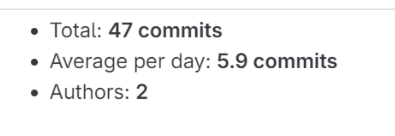 Total: 47 commits
Average per day: 5.9 commits
Authors: 2